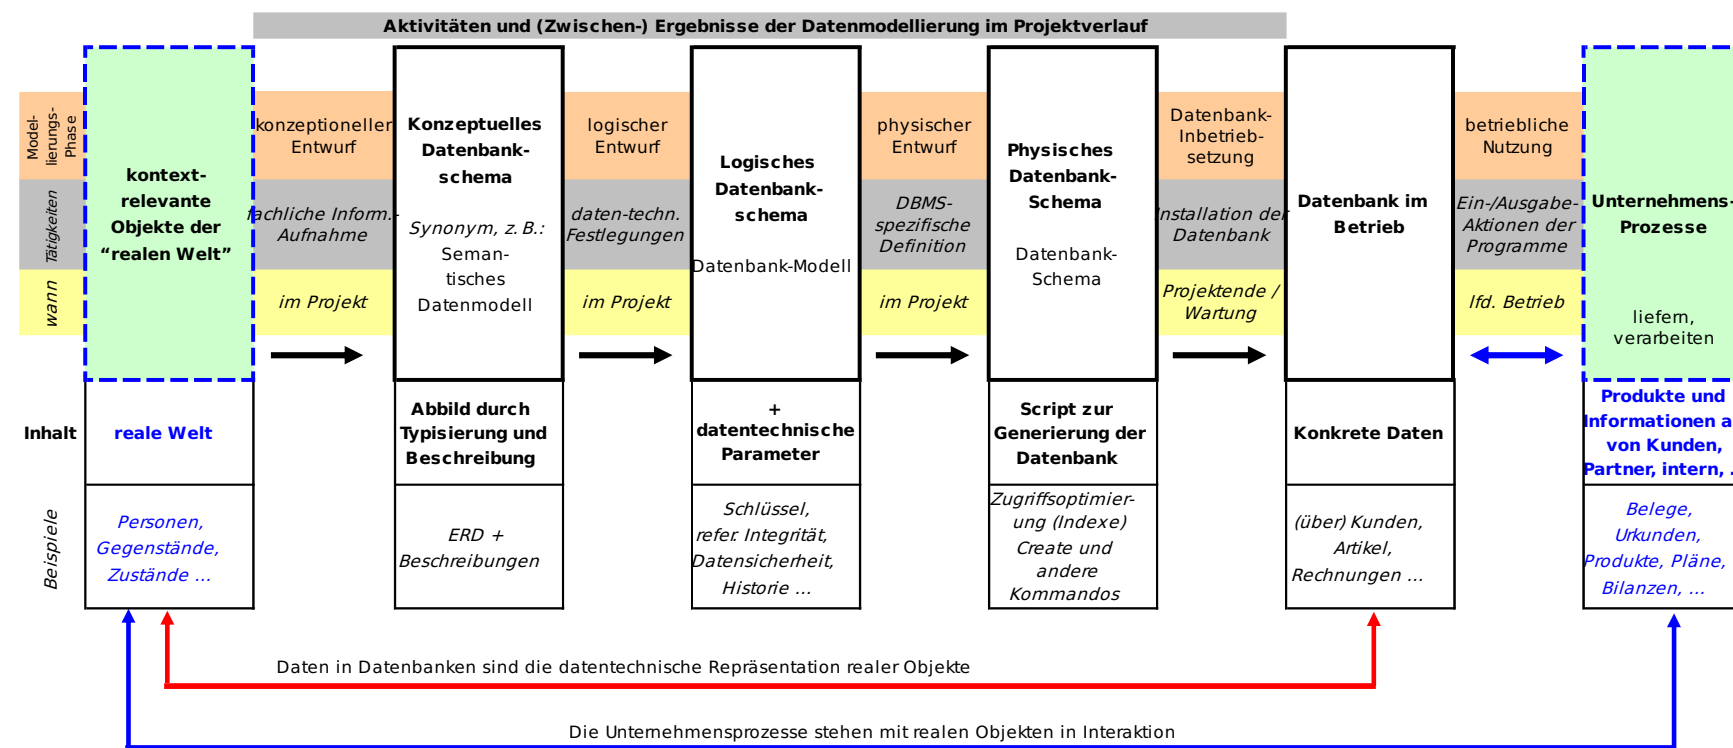 Aktivitäten und (Zwischen-) Ergebnisse der Datenmodellierung im Projektverlauf
Model-
lierungs-
Phase
Tätigkeiten
wann
kontext-
relevante
Objekte der
“realen Welt”
konzeptioneller
Entwurf
fachliche Inform.-
Aufnahme
im Projekt
Konzeptuelles
Datenbank-
schema
Synonym, z. B.:
Seman-
tisches
Datenmodell
logischer
Entwurf
daten-techn.
Festlegungen
im Projekt
Logisches
Datenbank-
schema
Datenbank-Modell
physischer
Entwurf
DBMS-
spezifische
Definition
im Projekt
Physisches
Datenbank-
Schema
Datenbank-
Schema
Datenbank-
Inbetrieb-
setzung
Installation der
Datenbank
Projektende /
Wartung
Datenbank im
Betrieb
betriebliche
Nutzung
Ein-/Ausgabe-
Aktionen der
Programme
lfd. Betrieb
Unternehmens-
Prozesse
liefern,
verarbeiten
Inhalt
reale Welt
Abbild durch
Typisierung und
Beschreibung
+
datentechnische
Parameter
Script zur
Generierung der
Datenbank
Konkrete Daten
Produkte und
Informationen a
von Kunden,
Partner, intern, .
Beispiele
Personen,
Gegenstände,
Zustände ...
ERD +
Beschreibungen
Schlüssel,
refer. Integrität,
Datensicherheit,
Historie ...
Zugriffsoptimier-
ung (Indexe)
Create und
andere
Kommandos
(über) Kunden,
Artikel,
Rechnungen ...
Belege,
Urkunden,
Produkte, Pläne,
Bilanzen, ...
Daten in Datenbanken sind die datentechnische Repräsentation realer Objekte
Die Unternehmensprozesse stehen mit realen Objekten in Interaktion